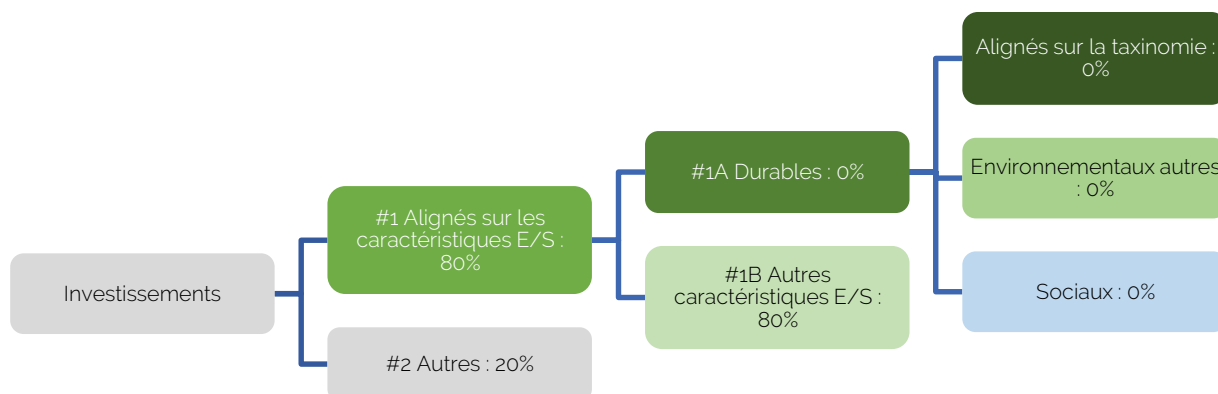 Investissements
#1 Alignés sur les
caractéristiques E/S :
80%
#2 Autres : 20%
#1A Durables : 0%
#1B Autres
caractéristiques E/S :
80%
Alignés sur la taxinomie :
0%
Environnementaux autres
: 0%
Sociaux : 0%